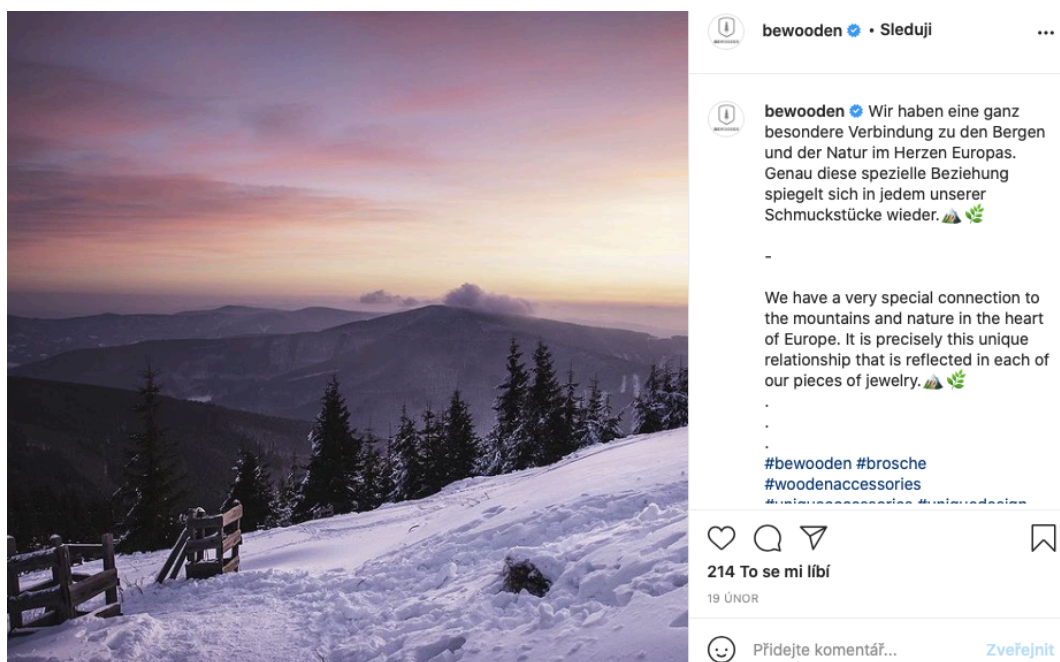 bewooden • Sleduji
bewooden Wir haben eine ganz
besondere Verbindung zu den Bergen
und der Natur im Herzen Europas.
Genau diese spezielle Beziehung
spiegelt sich in jedem unserer
Schmuckstücke wieder.
-
We have a very special connection to
the mountains and nature in the heart
of Europe. It is precisely this unique
relationship that is reflected in each of
our pieces of jewelry.
.
.
.
#bewooden #brosche
#woodenaccessories
#uniqueaccessories #uniquedesign
214 To se mi líbí
19 ÚNOR
Přidejte komentář...
Zveřejnit